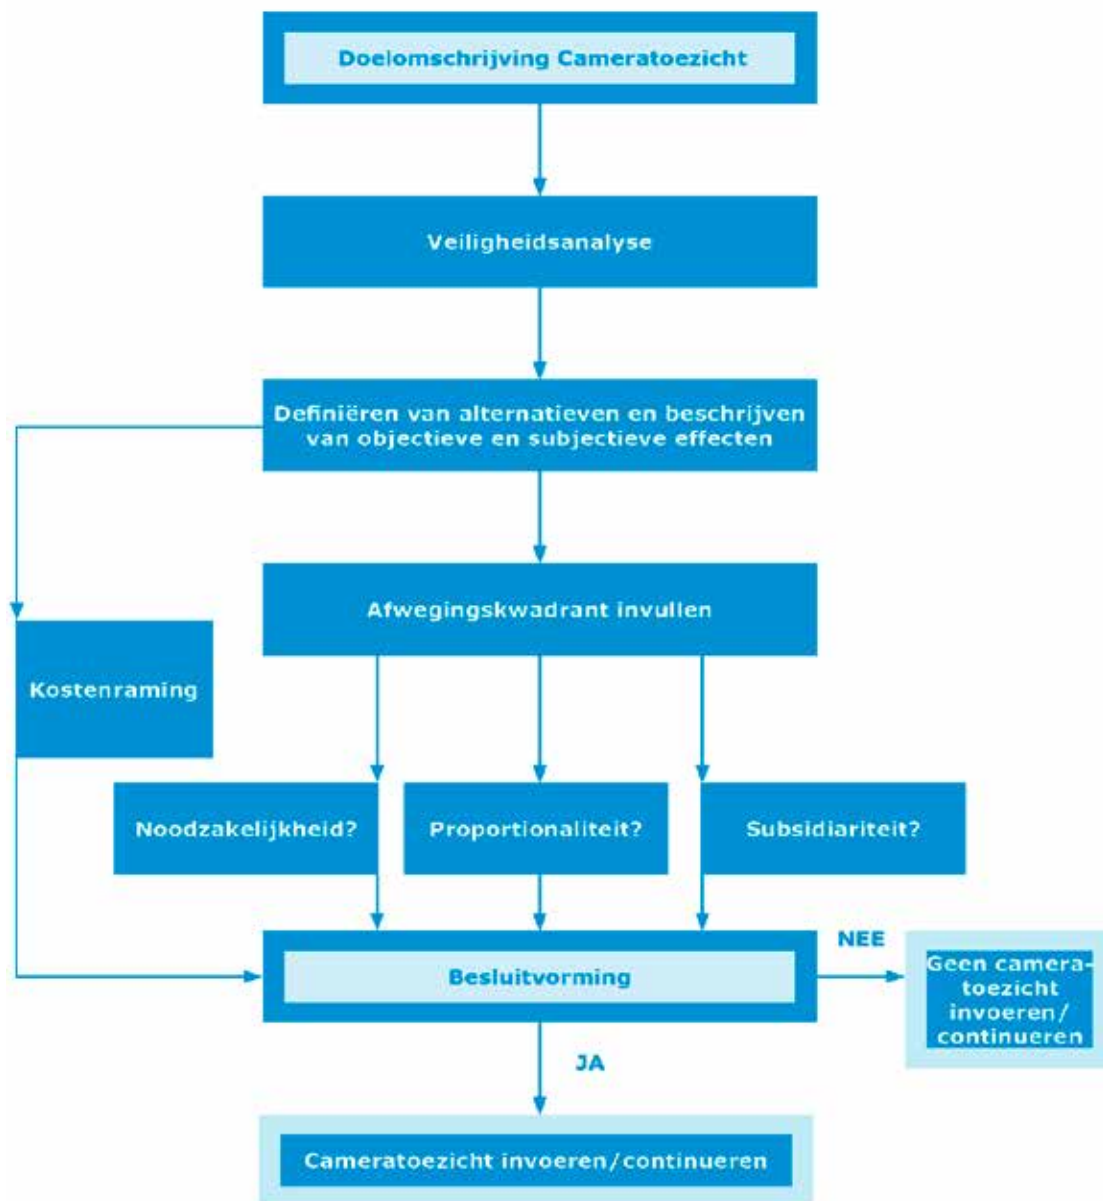 Doelomschrijving Cameratoezicht
Veiligheidsanalyse
Definiëren van alternatieven en beschrijven
van objectieve en subjectieve effecten
Afwegingskwadrant invullen
Kostenraming
Noodzakelijkheid?
Proportionaliteit?
Subsidiariteit?
Besluitvorming
NEE
Geen camera-
toezicht
invoeren/
continueren
JA
Cameratoezicht invoeren/continueren